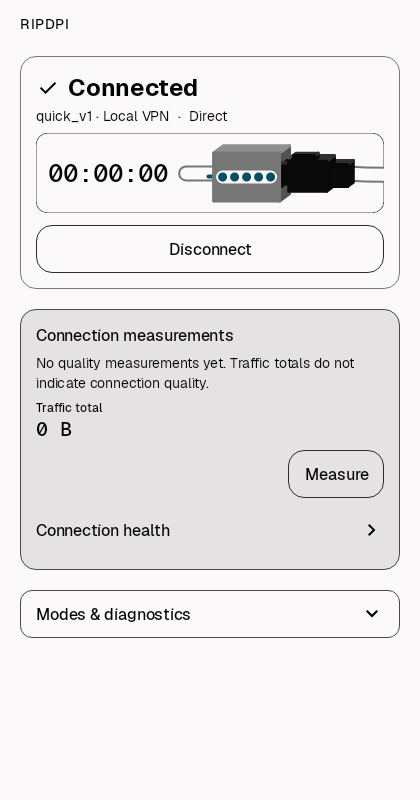 RIPDPI
Connected
quick_v1 · Local VPN · Direct
00:00:00
Disconnect
Connection measurements
No quality measurements yet. Traffic totals do not
indicate connection quality.
Traffic total
0 B
Measure
Connection health
Modes & diagnostics